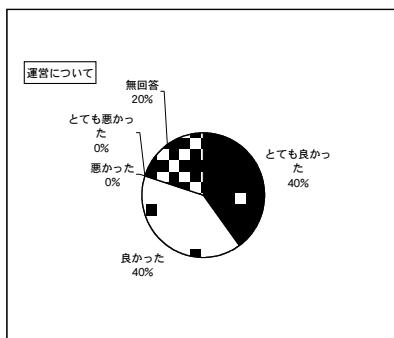 運営について
無回答
20%
とても悪かっ
た
0%
悪かった
0%
とても良かっ
た
40%
良かった
40%